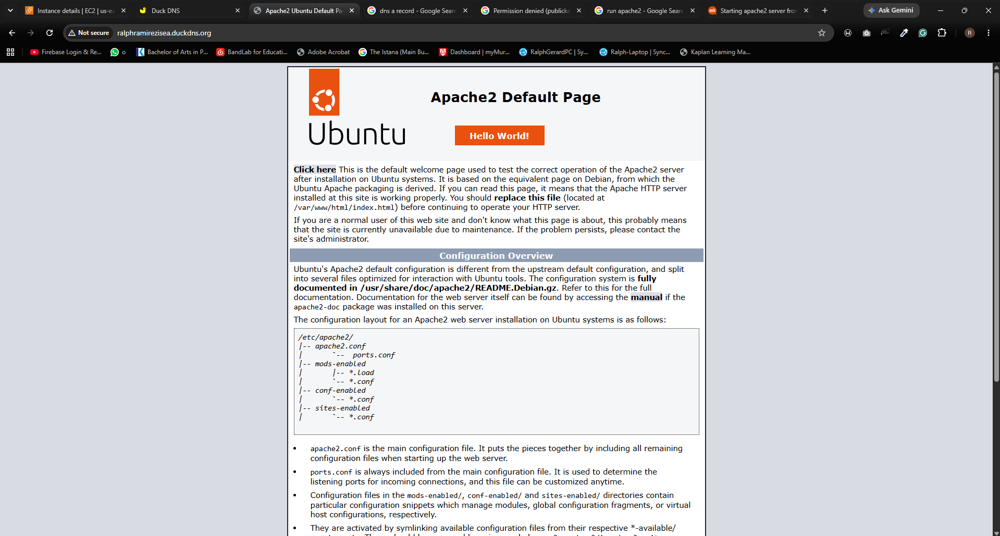 Instance details | EC2 | us-ea
Duck DNS
Apache2 Ubuntu Default Pa
dns a record - Google Searc
Permission denied (publicke
run apache2 - Google Searc
Starting apache2 server fron
Ask Gemini
Not secure
ralphramirezisea.duckdns.org
R
Firebase Login & Re...
o
Bachelor of Arts in P...
BandLab for Educati...
Adobe Acrobat
The Istana (Main Bu...
Dashboard | myMur...
RalphGerardPC | Sy...
Ralph-Laptop | Sync...
Kaplan Learning Ma...
Apache2 Default Page
Ubuntu
Hello World!
Click here This is the default welcome page used to test the correct operation of the Apache2 server
after installation on Ubuntu systems. It is based on the equivalent page on Debian, from which the
Ubuntu Apache packaging is derived. If you can read this page, it means that the Apache HTTP server
installed at this site is working properly. You should replace this file (located at
/var/www/html/index.html) before continuing to operate your HTTP server.
If you are a normal user of this web site and don't know what this page is about, this probably means
that the site is currently unavailable due to maintenance. If the problem persists, please contact the
site's administrator.
Configuration Overview
Ubuntu's Apache2 default configuration is different from the upstream default configuration, and split
into several files optimized for interaction with Ubuntu tools. The configuration system is fully
documented in /usr/share/doc/apache2/README.Debian.gz. Refer to this for the full
documentation. Documentation for the web server itself can be found by accessing the manual if the
apache2-doc package was installed on this server.
The configuration layout for an Apache2 web server installation on Ubuntu systems is as follows:
/etc/apache2/
|-- apache2.conf
|       `--  ports.conf
|-- mods-enabled
|       |-- *.load
|       `-- *.conf
|-- conf-enabled
|       `-- *.conf
|-- sites-enabled
|       `-- *.conf
• apache2.conf is the main configuration file. It puts the pieces together by including all remaining
configuration files when starting up the web server.
• ports.conf is always included from the main configuration file. It is used to determine the
listening ports for incoming connections, and this file can be customized anytime.
• Configuration files in the mods-enabled/, conf-enabled/ and sites-enabled/ directories contain
particular configuration snippets which manage modules, global configuration fragments, or virtual
host configurations, respectively.
• They are activated by symlinking available configuration files from their respective *-available/